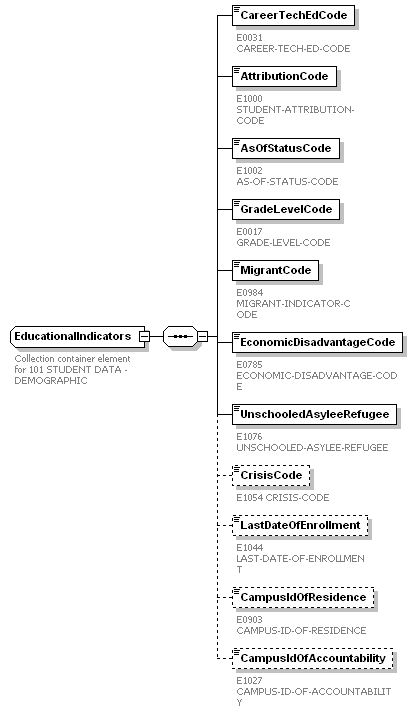 CareerTechEdCode
E0031
CAREER-TECH-ED-CODE
AttributionCode
E1000
STUDENT-ATTRIBUTION-
CODE
AsOfStatusCode
E1002
AS-OF-STATUS-CODE
GradeLevelCode
E0017
GRADE-LEVEL-CODE
MigrantCode
E0984
MIGRANT-INDICATOR-C
ODE
EducationalIndicators
Collection container element
for 101 STUDENT DATA -
DEMOGRAPHIC
EconomicDisadvantageCode
E0785
ECONOMIC-DISADVANTAGE-COD
E
UnschooledAsyleeRefugee
E1076
UNSCHOOLED-ASYLEE-REFUGEE
CrisisCode
E1054 CRISIS-CODE
LastDateOfEnrollment
E1044
LAST-DATE-OF-ENROLLMEN
T
CampusIdOfResidence
E0903
CAMPUS-ID-OF-RESIDENCE
CampusIdOfAccountability
E1027
CAMPUS-ID-OF-ACCOUNTABILIT
Y